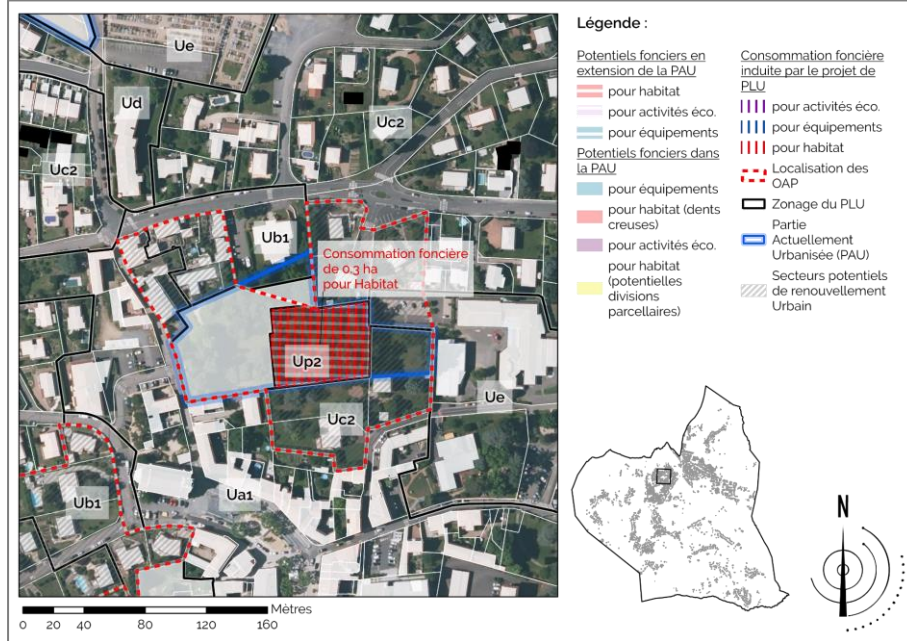 Ue
Ud
Uc2
Uc2
Ub1
Consommation foncière
de 0.3 ha
pour Habitat
Up2
Uc2
Ue
Ub1
Ua1
Mètres
0 20 40 80 120 160
Légende :
Potentiels fonciers en
extension de la PAU
pour habitat
pour activités éco.
pour équipements
Potentiels fonciers dans
la PAU
pour équipements
pour habitat (dents
creuses)
pour activités éco.
pour habitat
(potentielles
divisions
parcellaires)
Consommation foncière
induite par le projet de
PLU
pour activités éco.
pour équipements
pour habitat
Localisation des
OAP
Zonage du PLU
Partie
Actuellement
Urbanisée (PAU)
Secteurs potentiels
de renouvellement
Urbain
N